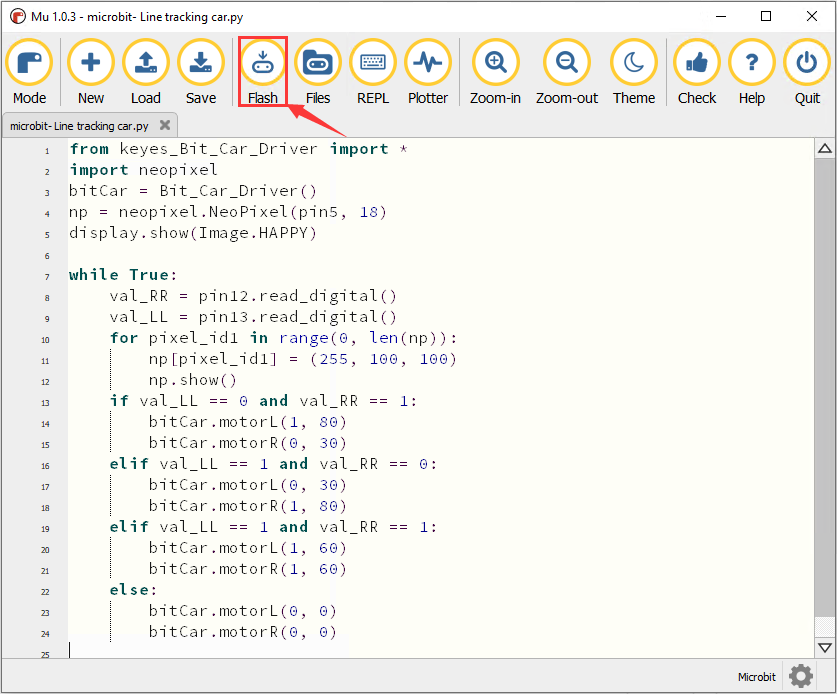 Mu 1.0.3 - microbit- Line tracking car.py
Mode New Load Save Flash Files REPL Plotter Zoom-in Zoom-out Theme Check Help Quit
microbit- Line tracking car.py
1 from keyes_Bit_Car_Driver import *
2 import neopixel
3 bitCar = Bit_Car_Driver()
4 np = neopixel.NeoPixel(pin5, 18)
5 display.show(Image.HAPPY)
6
7 while True:
8     val_RR = pin12.read_digital()
9     val_LL = pin13.read_digital()
10     for pixel_id1 in range(0, len(np)):
11         np[pixel_id1] = (255, 100, 100)
12         np.show()
13     if val_LL == 0 and val_RR == 1:
14         bitCar.motorL(1, 80)
15         bitCar.motorR(0, 30)
16     elif val_LL == 1 and val_RR == 0:
17         bitCar.motorL(0, 30)
18         bitCar.motorR(1, 80)
19     elif val_LL == 1 and val_RR == 1:
20         bitCar.motorL(1, 60)
21         bitCar.motorR(1, 60)
22     else:
23         bitCar.motorL(0, 0)
24         bitCar.motorR(0, 0)
25
Microbit